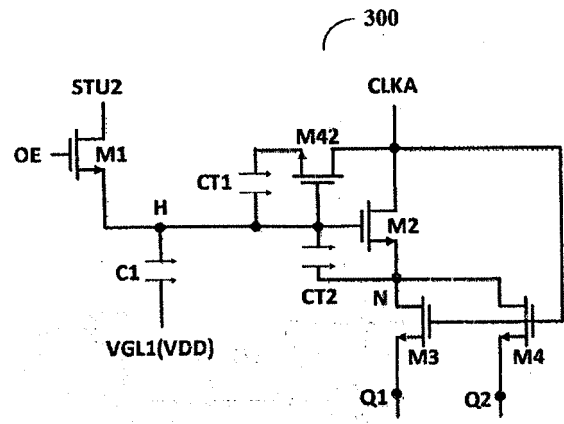 300
STU2
CLKA
M42
OE
M1
CT1
H
M2
C1
CT2
N
VGL1(VDD)
M3
M4
Q1
Q2